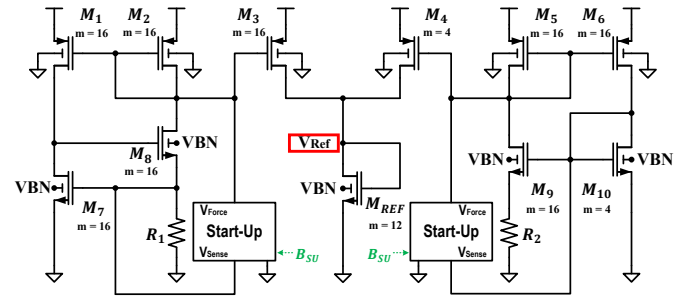 M1 M2 M3 M4 M5 M6
m = 16 m = 16 m = 16 m = 4 m = 16 m = 16
VRef
M8 VBN
m = 16
VBN
M7
m = 16
R1
VForce
Start-Up
VSense
BSU
VBN
MREF
m = 12
BSU
VForce
Start-Up
VSense
VBN
M9
m = 16
R2
M10
m = 4
VBN